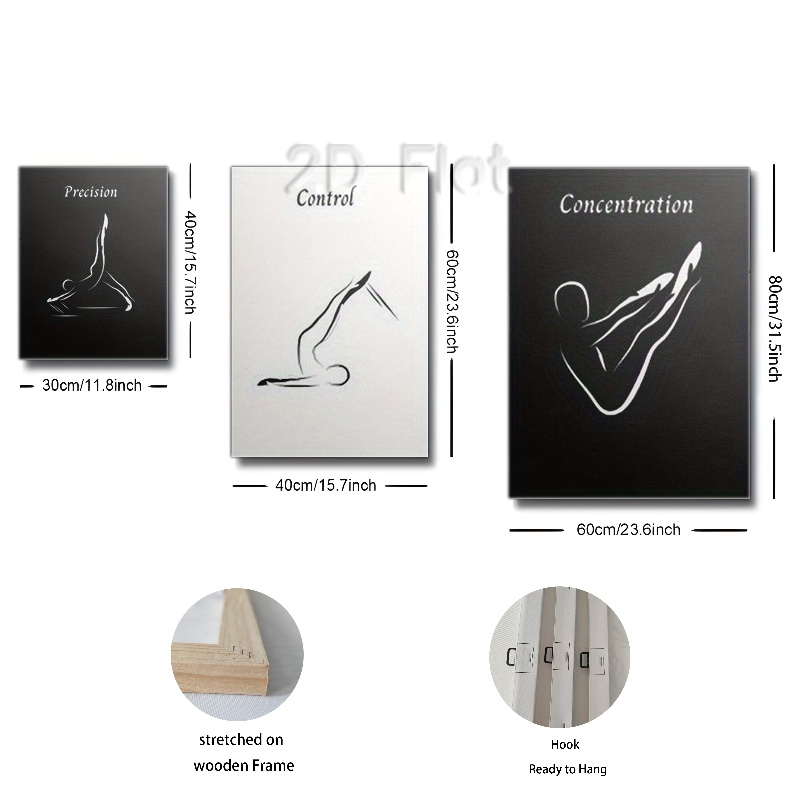 2D Flat
Precision
Control
Concentration
40cm/15.7inch
60cm/23.6inch
80cm/31.5inch
30cm/11.8inch
40cm/15.7inch
60cm/23.6inch
stretched on
wooden Frame
Hook
Ready to Hang